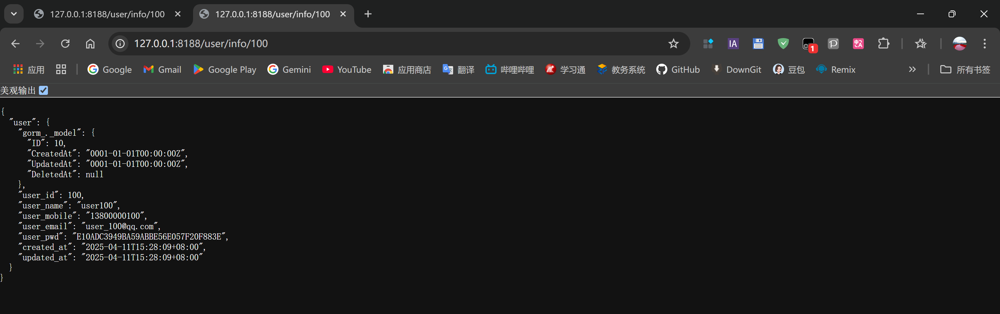 127.0.0.1:8188/user/info/100
127.0.0.1:8188/user/info/100
127.0.0.1:8188/user/info/100
IA
1
应用 Google Gmail Google Play Gemini YouTube 应用商店 翻译 哔哩哔哩 学习通 教务系统 GitHub DownGit 豆包 Remix 所有书签
美观输出
{
  "user": {
    "gorm_._model": {
      "ID": 10,
      "CreatedAt": "0001-01-01T00:00:00Z",
      "UpdatedAt": "0001-01-01T00:00:00Z",
      "DeletedAt": null
    },
    "user_id": 100,
    "user_name": "user100",
    "user_mobile": "13800000100",
    "user_email": "user_100@qq.com",
    "user_pwd": "E10ADC3949BA59ABBE56E057F20F883E",
    "created_at": "2025-04-11T15:28:09+08:00",
    "updated_at": "2025-04-11T15:28:09+08:00"
  }
}